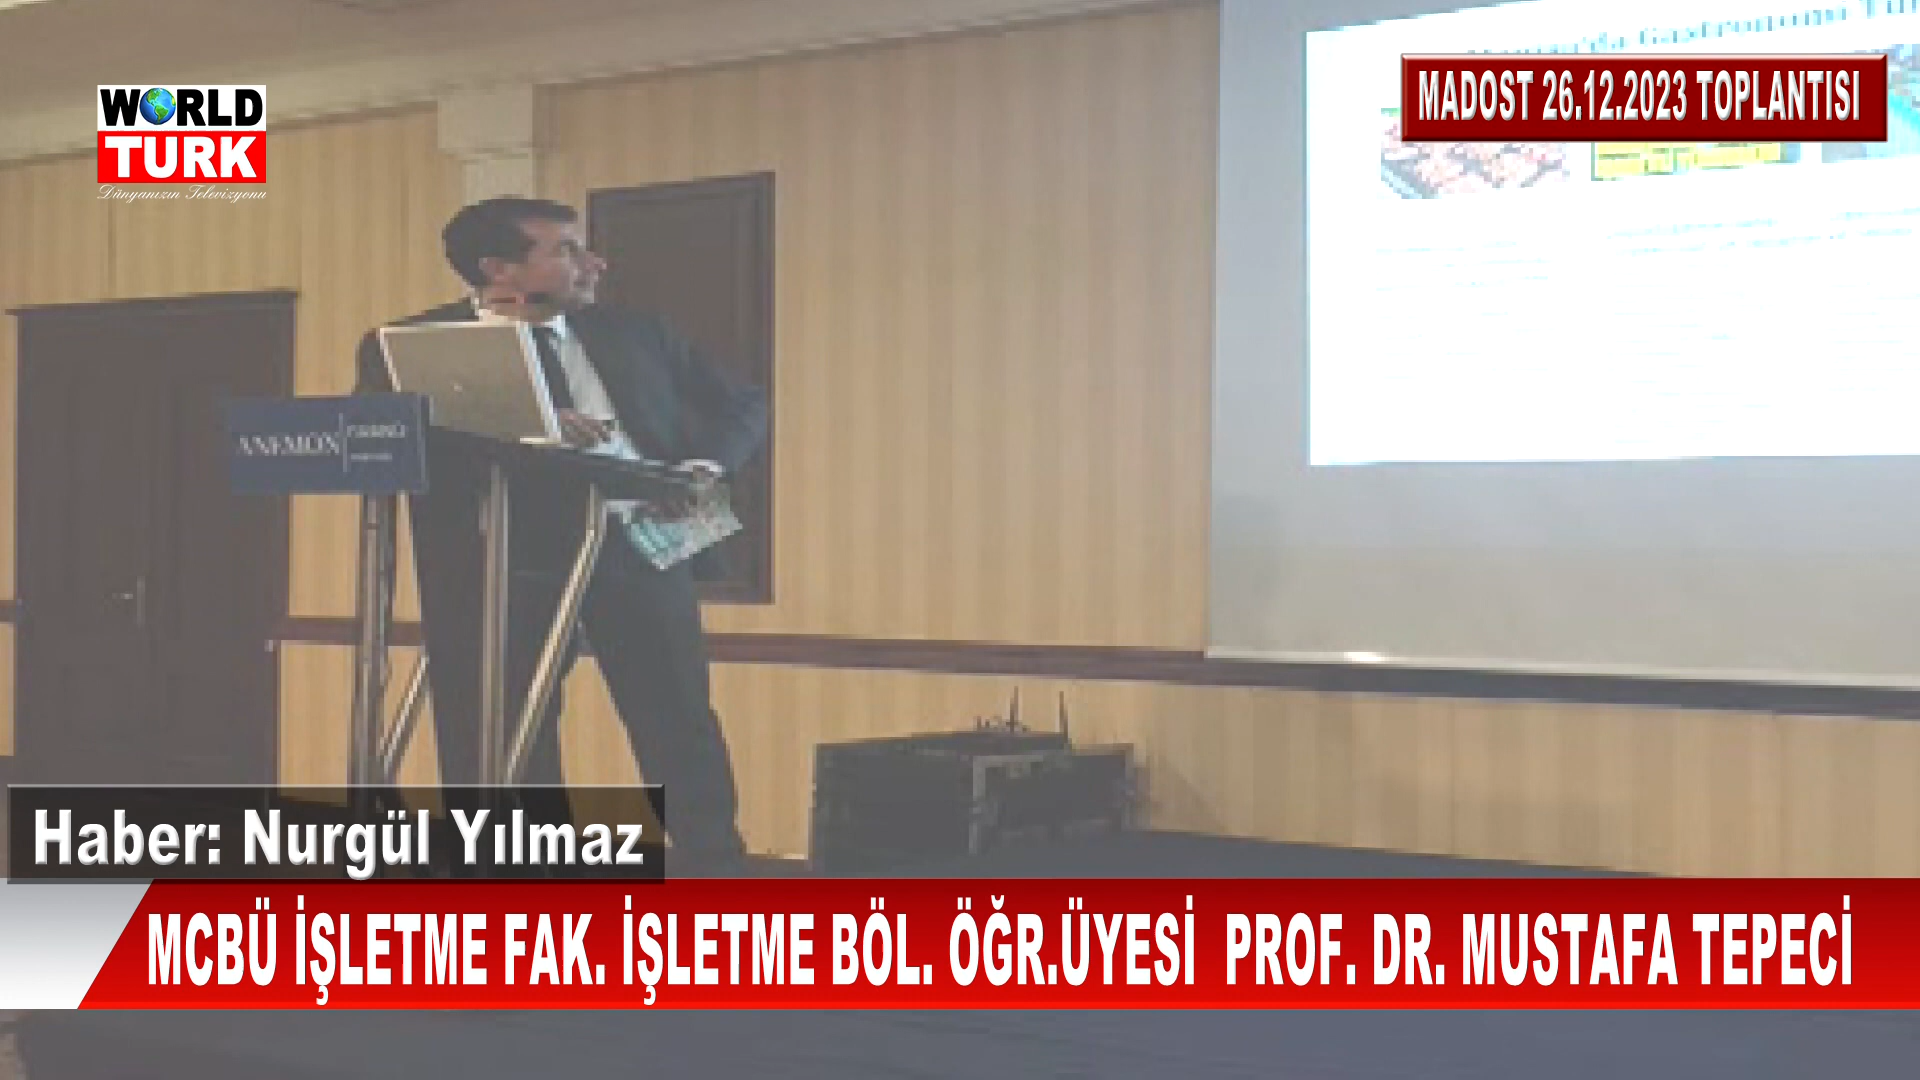 WORLD
TURK
Dünyanızın Televizyonu
Gastronomi
MADOST 26.12.2023 TOPLANTISI
ANEMON
Haber: Nurgül Yılmaz
MCBÜ İŞLETME FAK. İŞLETME BÖL. ÖĞR.ÜYESİ PROF. DR. MUSTAFA TEPECİ